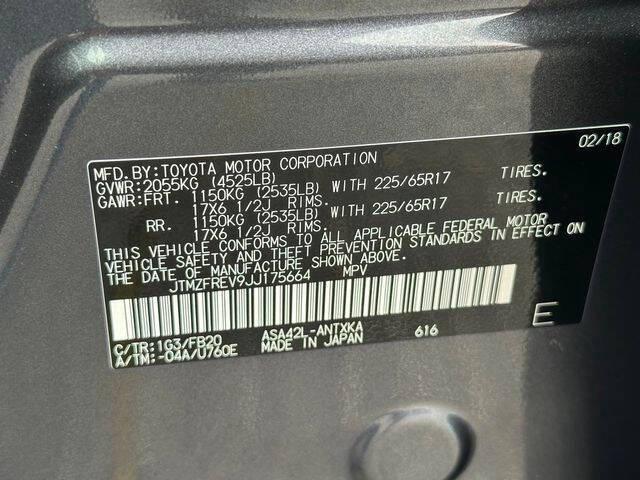 02/18
MFD.BY:TOYOTA MOTOR CORPORATION
GVWR:2055KG (4525LB)
GAWR:FRT. 1150KG (2535LB) WITH 225/65R17 TIRES.
17X6 1/2J RIMS.
RR. 1150KG (2535LB) WITH 225/65R17 TIRES.
17X6 1/2J RIMS.
THIS VEHICLE CONFORMS TO ALL APPLICABLE FEDERAL MOTOR
VEHICLE SAFETY AND THEFT PREVENTION STANDARDS IN EFFECT ON
THE DATE OF MANUFACTURE SHOWN ABOVE.
JTMZFREV9JJ175664 MPV
E
C/TR:1G3/FB20 ASA42L-ANTXKA 616
A/TM:-04A/U760E MADE IN JAPAN